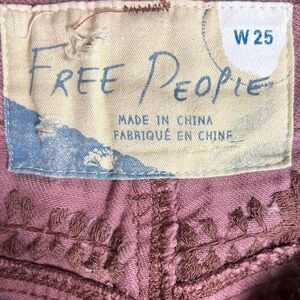 W 25
FREE PEOPLE
MADE IN CHINA
FABRIQUÉ EN CHINE